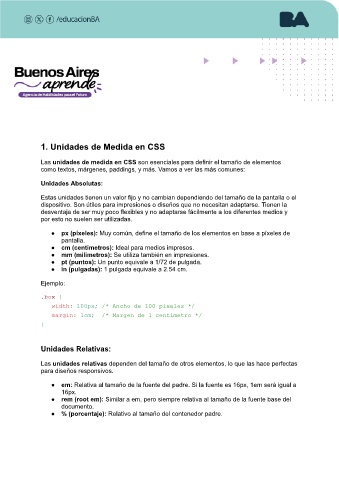 /educacionBA
BA
Buenos Aires
aprende
Agencia de Habilidades para el Futuro
1. Unidades de Medida en CSS
Las unidades de medida en CSS son esenciales para definir el tamaño de elementos
como textos, márgenes, paddings, y más. Vamos a ver las más comunes:
Unidades Absolutas:
Estas unidades tienen un valor fijo y no cambian dependiendo del tamaño de la pantalla o el
dispositivo. Son útiles para impresiones o diseños que no necesitan adaptarse. Tienen la
desventaja de ser muy poco flexibles y no adaptarse fácilmente a los diferentes medios y
por esto no suelen ser utilizadas.
● px (píxeles): Muy común, define el tamaño de los elementos en base a píxeles de
pantalla.
● cm (centímetros): Ideal para medios impresos.
● mm (milímetros): Se utiliza también en impresiones.
● pt (puntos): Un punto equivale a 1/72 de pulgada.
● in (pulgadas): 1 pulgada equivale a 2.54 cm.
Ejemplo:
.box {
width: 100px; /* Ancho de 100 píxeles */
margin: 1cm; /* Margen de 1 centímetro */
}
Unidades Relativas:
Las unidades relativas dependen del tamaño de otros elementos, lo que las hace perfectas
para diseños responsivos.
● em: Relativa al tamaño de la fuente del padre. Si la fuente es 16px, 1em será igual a
16px.
● rem (root em): Similar a em, pero siempre relativa al tamaño de la fuente base del
documento.
● % (porcentaje): Relativo al tamaño del contenedor padre.